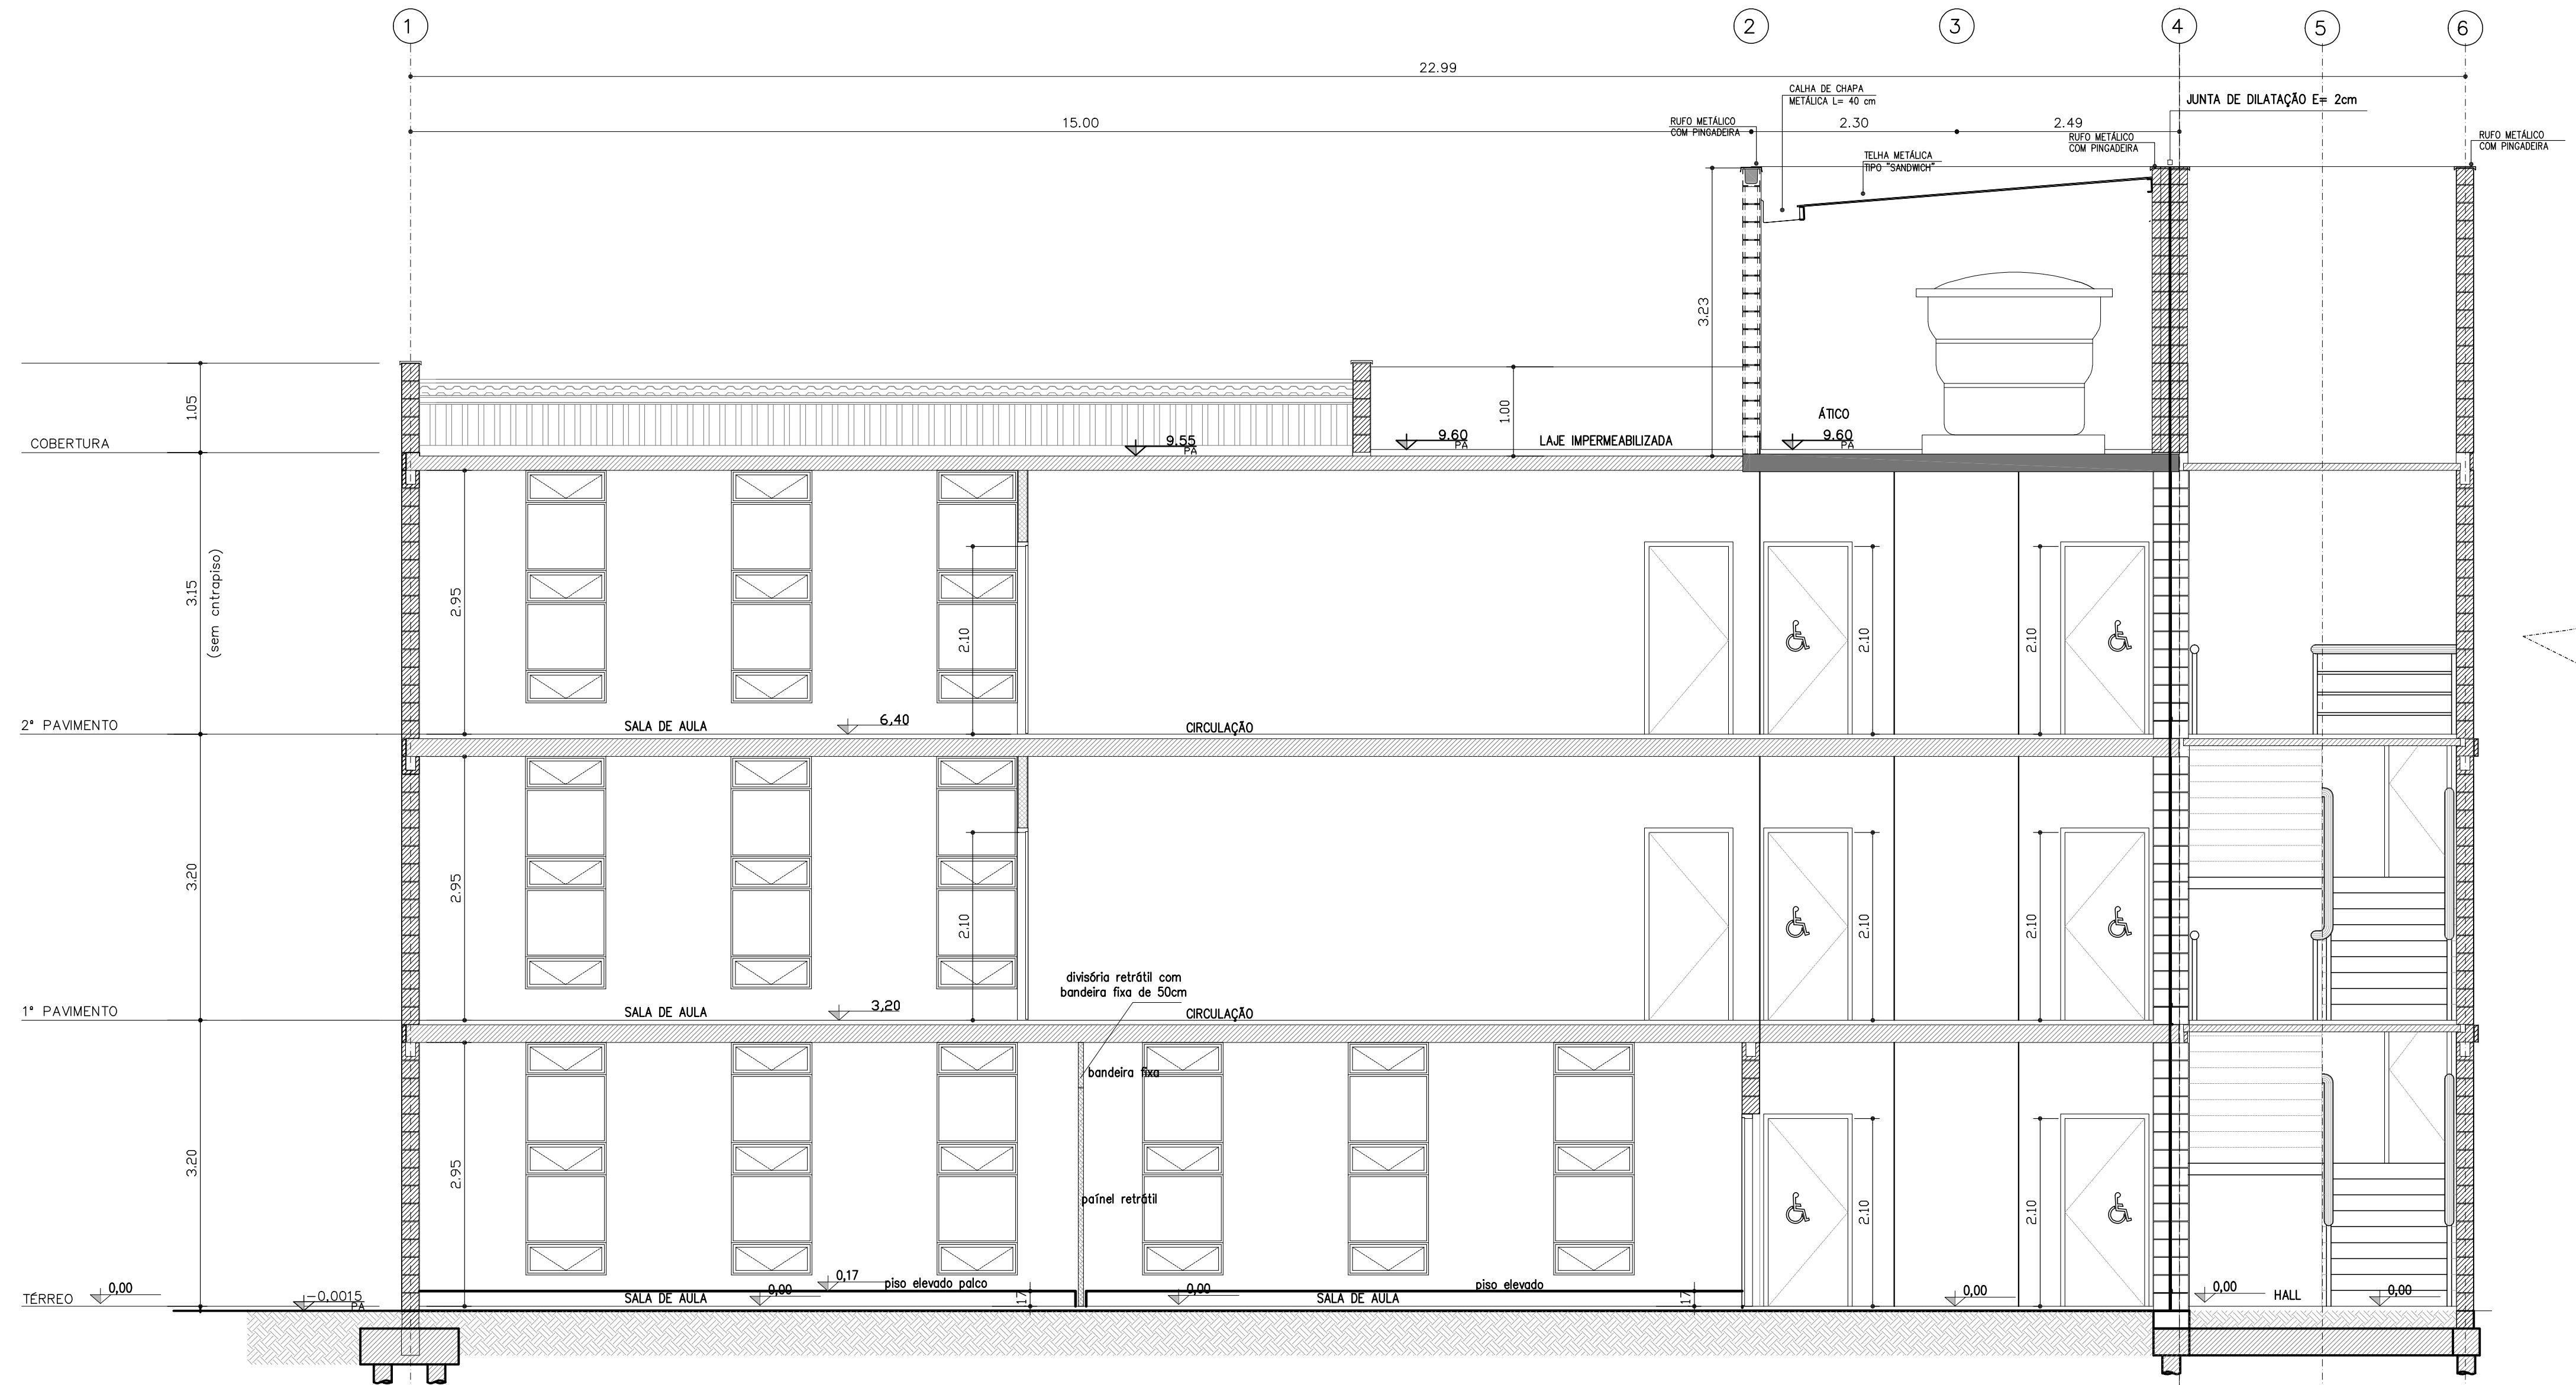 1
2
3
4
5
6
22.99
CALHA DE CHAPA
METÁLICA L= 40 cm
JUNTA DE DILATAÇÃO E= 2cm
RUFO METÁLICO
COM PINGADEIRA
15.00
2.30
2.49
RUFO METÁLICO
COM PINGADEIRA
RUFO METÁLICO
COM PINGADEIRA
TELHA METÁLICA
TIPO "SANDWICH"
3.23
1.05
1.00
ÁTICO
COBERTURA
9.55
PA
9.60
PA
LAJE IMPERMEABILIZADA
9.60
PA
3.15
(sem cntrapiso)
2.95
2.10
2.10
2.10
2° PAVIMENTO
SALA DE AULA
6,40
CIRCULAÇÃO
3.20
2.95
2.10
2.10
2.10
divisória retrátil com
bandeira fixa de 50cm
1° PAVIMENTO
SALA DE AULA
3,20
CIRCULAÇÃO
bandeira fixa
3.20
2.95
painel retrátil
2.10
2.10
TÉRREO
0,00
-0,0015
PA
SALA DE AULA
0,00
0,17
piso elevado palco
17
0,00
SALA DE AULA
piso elevado
17
0,00
0,00
HALL
0,00